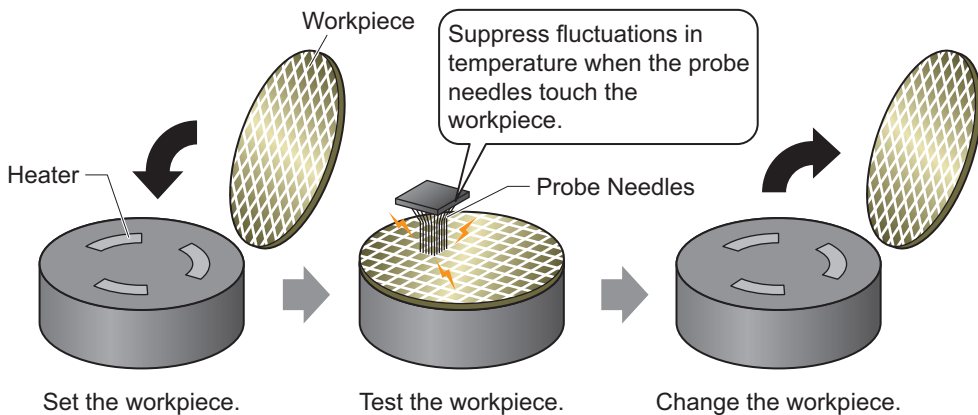 Workpiece
Suppress fluctuations in
temperature when the probe
needles touch the
workpiece.
Heater
Probe Needles
Set the workpiece.
Test the workpiece.
Change the workpiece.